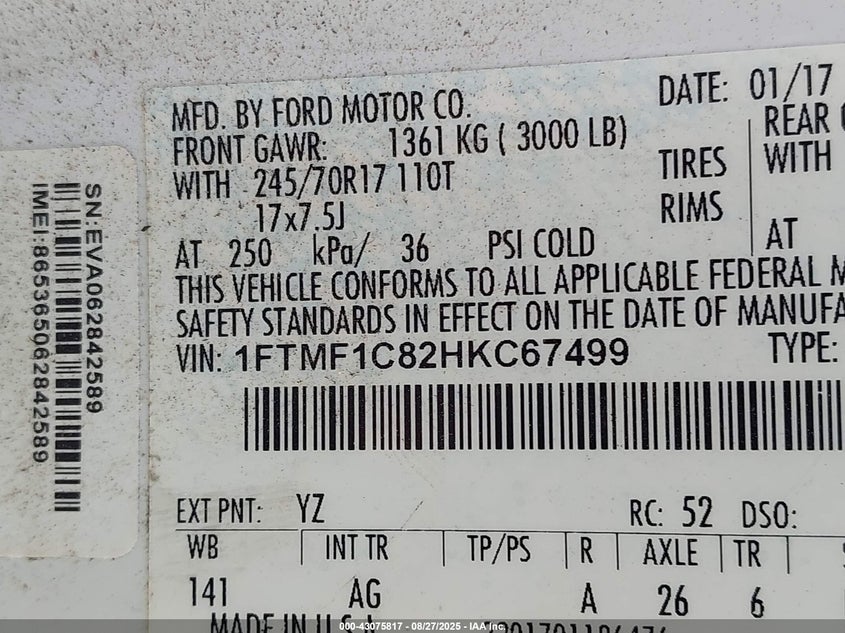 MFD. BY FORD MOTOR CO.
DATE: 01/17
FRONT GAWR: 1361 KG ( 3000 LB)
REAR
WITH 245/70R17 110T
TIRES
WITH
17x7.5J
RIMS
AT 250 kPa/ 36 PSI COLD
AT
THIS VEHICLE CONFORMS TO ALL APPLICABLE FEDERAL M
SAFETY STANDARDS IN EFFECT ON THE DATE OF MANUFA
VIN: 1FTMF1C82HKC67499
TYPE:
EXT PNT: YZ
RC: 52 DSO:
WB INT TR TP/PS R AXLE TR
141 AG A 26 6
MADE IN U.S.A.
SN:EVA062842589
IMEI:865365062842589
000-43075817 - 08/27/2025 - IAA Inc.